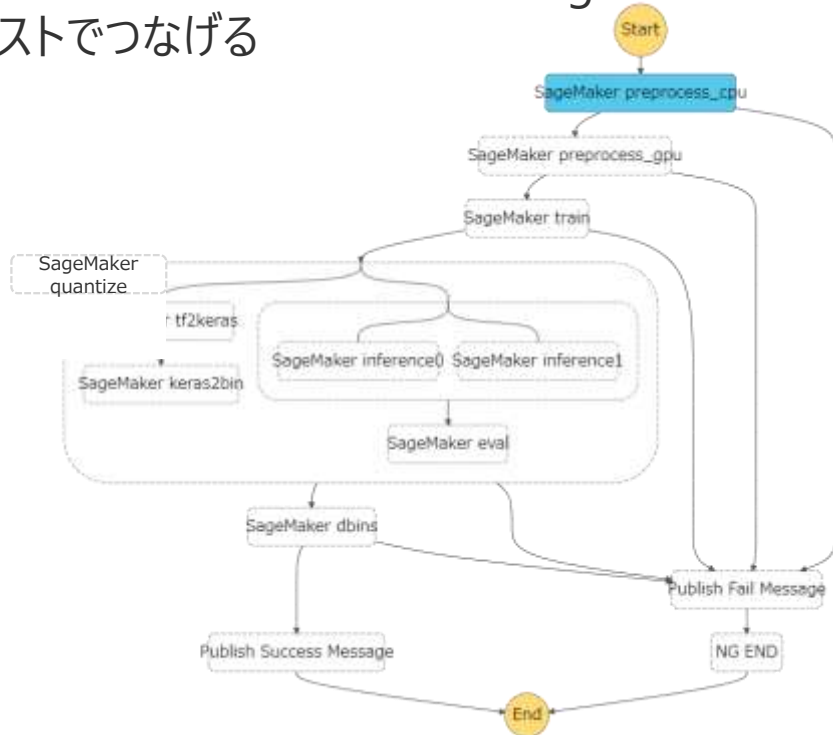 ストでつなげる
Start
SageMaker preprocess_cpu
SageMaker preprocess_gpu
SageMaker train
SageMaker
quantize
r tf2keras
SageMaker inference0 SageMaker inference1
SageMaker keras2bin
SageMaker eval
SageMaker dbins
Publish Fail Message
Publish Success Message
NG END
End